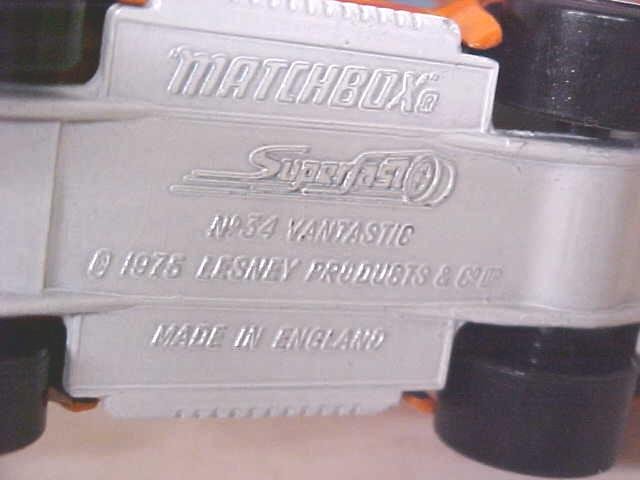 "MATCHBOX"®
Superfast
Nº 34 VANTASTIC
© 1975 LESNEY PRODUCTS & Cº LTD
MADE IN ENGLAND